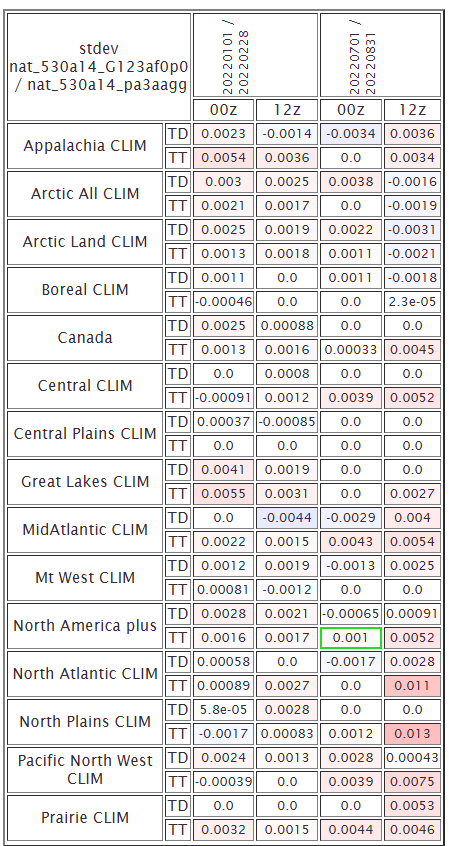 stdev
nat_530a14_G123af0p0
/ nat_530a14_pa3aagg
20220101 /
20220228
20220701 /
20220831
00z 12z 00z 12z
Appalachia CLIM TD 0.0023 -0.0014 -0.0034 0.0036
TT 0.0054 0.0036 0.0 0.0034
Arctic All CLIM TD 0.003 0.0025 0.0038 -0.0016
TT 0.0021 0.0017 0.0 -0.0019
Arctic Land CLIM TD 0.0025 0.0019 0.0022 -0.0031
TT 0.0013 0.0018 0.0011 -0.0021
Boreal CLIM TD 0.0011 0.0 0.0011 -0.0018
TT -0.00046 0.0 0.0 2.3e-05
Canada TD 0.0025 0.00088 0.0 0.0
TT 0.0013 0.0016 0.00033 0.0045
Central CLIM TD 0.0 0.0008 0.0 0.0
TT -0.00091 0.0012 0.0039 0.0052
Central Plains CLIM TD 0.00037 -0.00085 0.0 0.0
TT 0.0 0.0 0.0 0.0
Great Lakes CLIM TD 0.0041 0.0019 0.0 0.0
TT 0.0055 0.0031 0.0 0.0027
MidAtlantic CLIM TD 0.0 -0.0044 -0.0029 0.004
TT 0.0022 0.0015 0.0043 0.0054
Mt West CLIM TD 0.0012 0.0019 -0.0013 0.0025
TT 0.00081 -0.0012 0.0 0.0
North America plus TD 0.0028 0.0021 -0.00065 0.00091
TT 0.0016 0.0017 0.001 0.0052
North Atlantic CLIM TD 0.00058 0.0 -0.0017 0.0028
TT 0.00089 0.0027 0.0 0.011
North Plains CLIM TD 5.8e-05 0.0028 0.0 0.0
TT -0.0017 0.00083 0.0012 0.013
Pacific North West
CLIM TD 0.0024 0.0013 0.0028 0.00043
TT -0.00039 0.0 0.0039 0.0075
Prairie CLIM TD 0.0 0.0 0.0 0.0053
TT 0.0032 0.0015 0.0044 0.0046